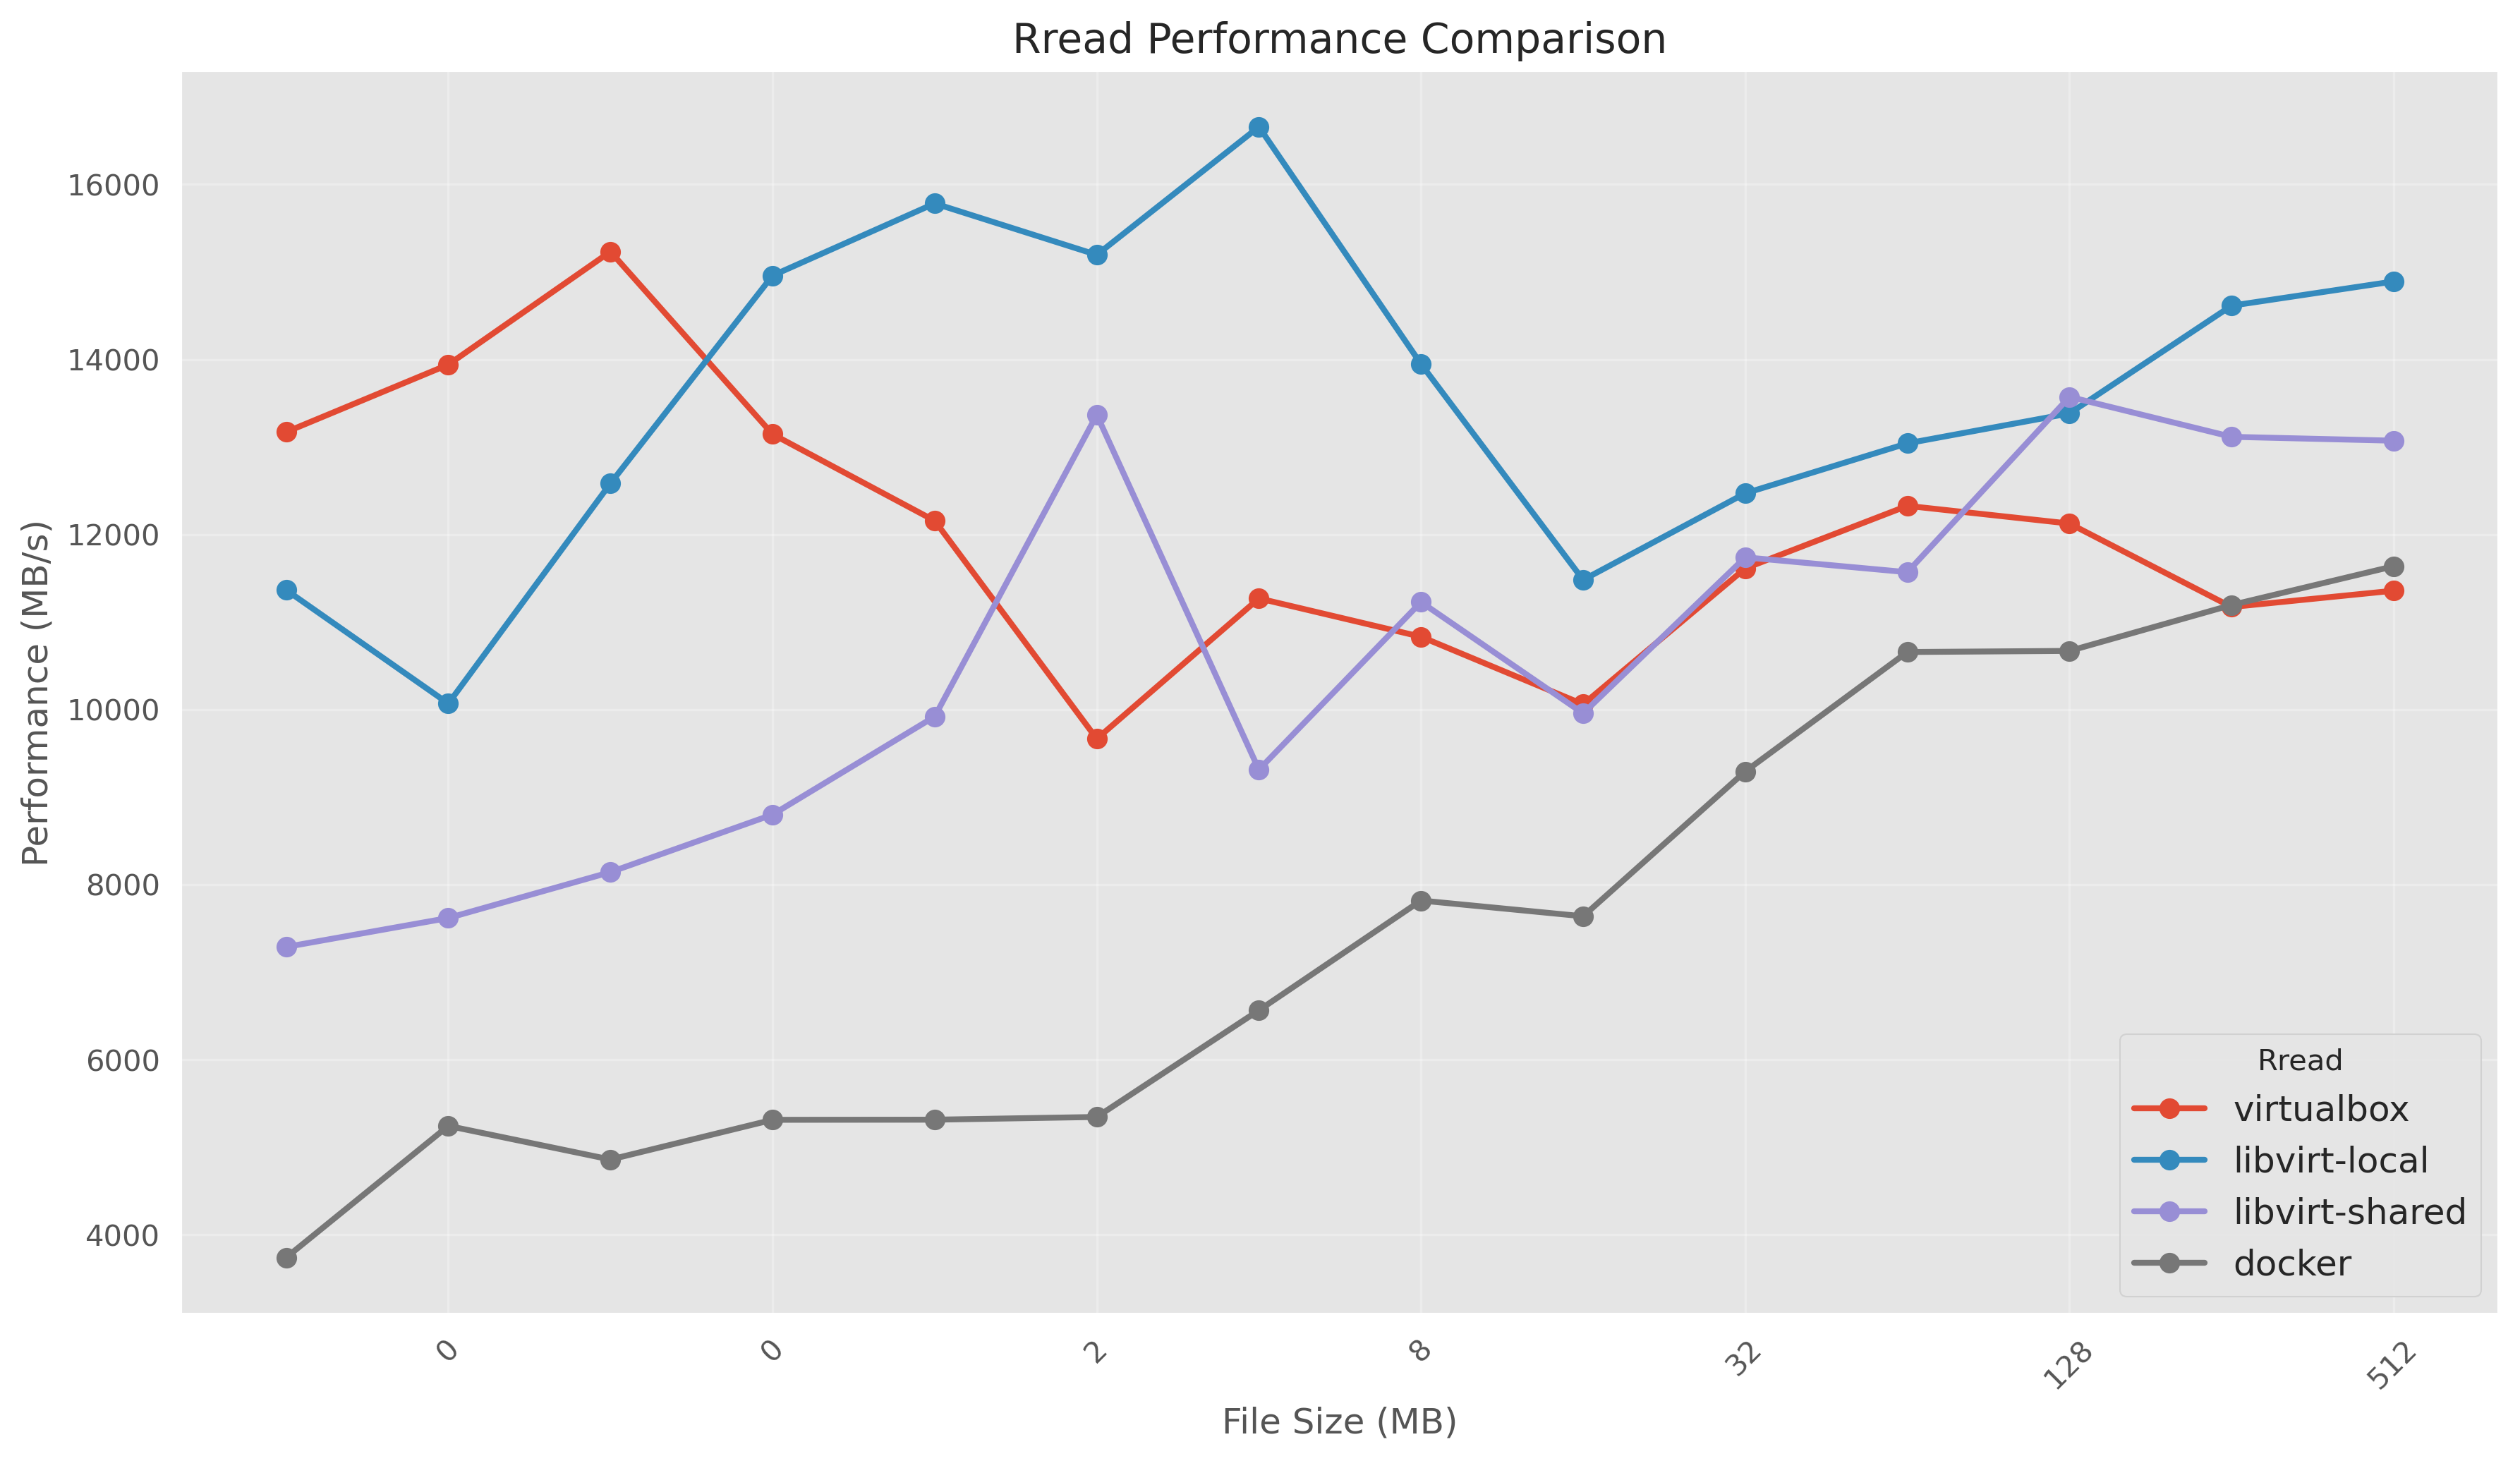 Rread Performance Comparison
Performance (MB/s)
16000
14000
12000
10000
8000
6000
4000
0
0
2
8
32
128
512
File Size (MB)
Rread
virtualbox
libvirt-local
libvirt-shared
docker